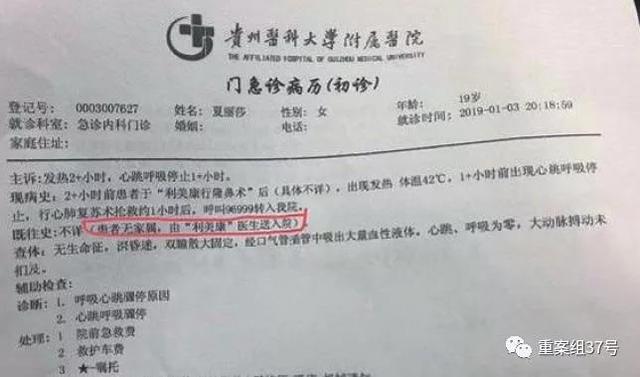 貴州醫科大學附屬醫院
THE AFFILIATED HOSPITAL OF GUIZHOU MEDICAL UNIVERSITY
门急诊病历(初诊)
登记号: 0003007627 姓名: 夏丽莎 性别: 女 年龄: 19岁
就诊科室: 急诊内科门诊 婚姻: 电话: 就诊时间: 2019-01-03 20:18:59
家庭住址:
主诉: 发热2+小时, 心跳呼吸停止1+小时。
现病史: 2+小时前患者于“利美康行隆鼻术”后(具体不详), 出现发热 体温42℃, 1+小时前出现心跳呼吸停
止, 行心肺复苏术抢救约1小时后, 呼叫96999转入我院。
既往史: 不详(患者无家属, 由“利美康”医生送入院)
查体: 无生命征, 深昏迷, 双瞳散大固定, 经口气管插管中吸出大量血性液体。心跳、呼吸为零, 大动脉搏动未
扪及。
辅助检查:
诊断: 1. 呼吸心跳骤停原因
2. 心跳呼吸骤停
处理: 1 院前急救费
2 救护车费
3 ★-嘱托
重案组37号